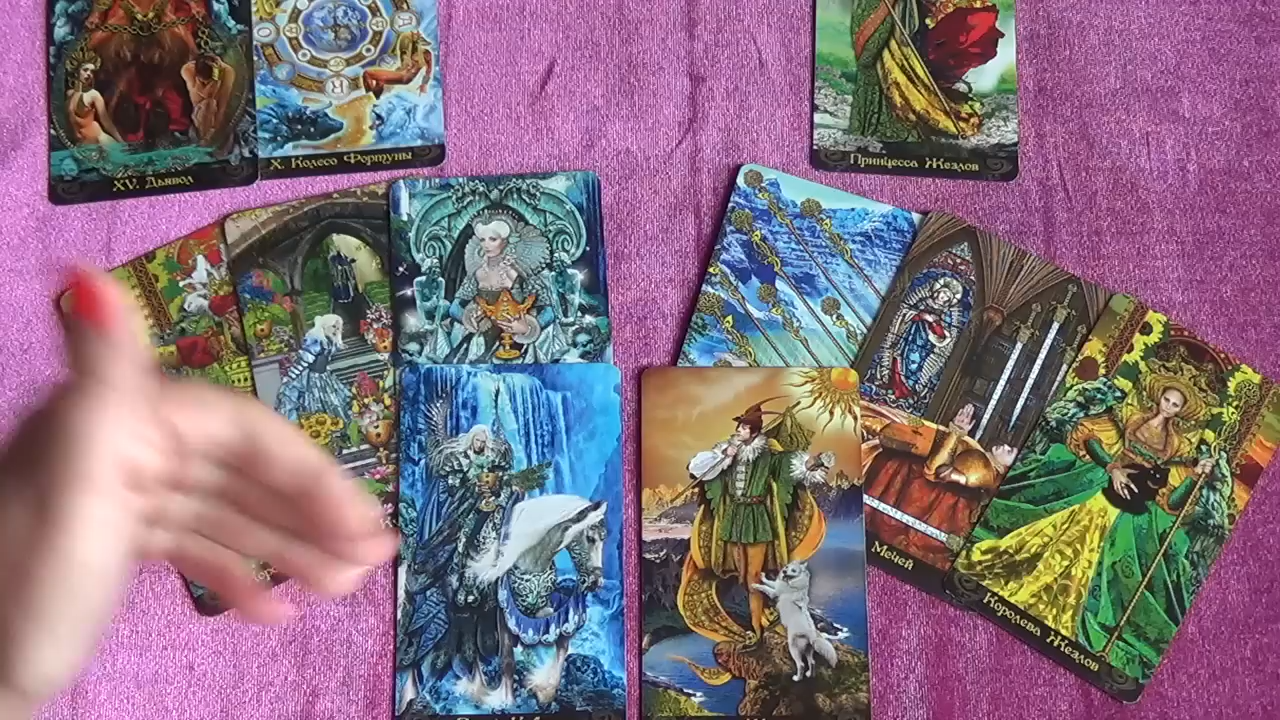 XV. Дьявол
X. Колесо Фортуны
Принцесса Жезлов
Мечей
Королева Жезлов